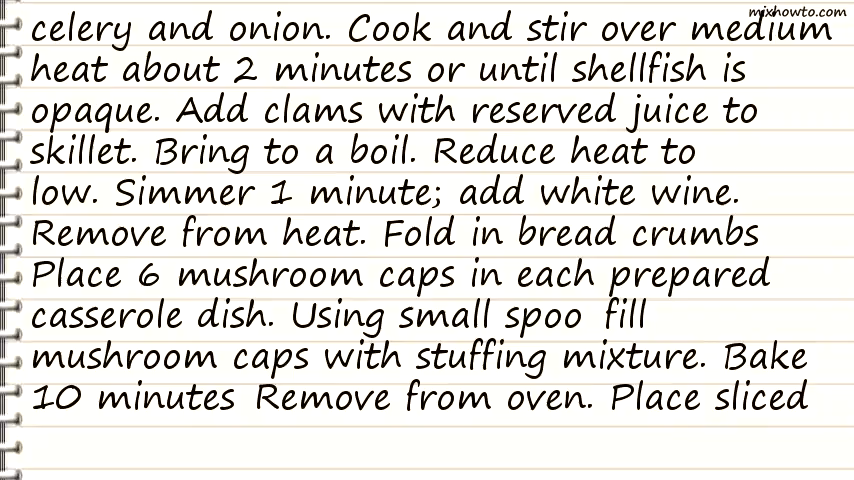 mixhowto.com
celery and onion. Cook and stir over medium
heat about 2 minutes or until shellfish is
opaque. Add clams with reserved juice to
skillet. Bring to a boil. Reduce heat to
low. Simmer 1 minute; add white wine.
Remove from heat. Fold in bread crumbs
Place 6 mushroom caps in each prepared
casserole dish. Using small spoo fill
mushroom caps with stuffing mixture. Bake
10 minutes Remove from oven. Place sliced